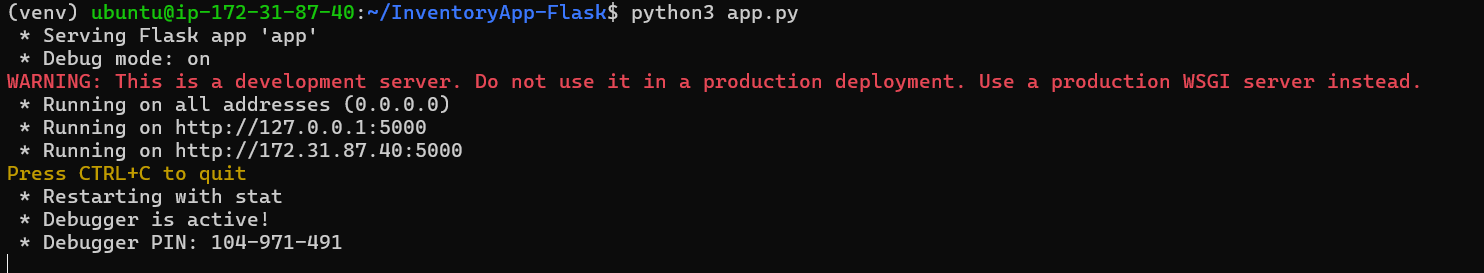 (venv) ubuntu@ip-172-31-87-40:~/InventoryApp-Flask$ python3 app.py
 * Serving Flask app 'app'
 * Debug mode: on
WARNING: This is a development server. Do not use it in a production deployment. Use a production WSGI server instead.
 * Running on all addresses (0.0.0.0)
 * Running on http://127.0.0.1:5000
 * Running on http://172.31.87.40:5000
Press CTRL+C to quit
 * Restarting with stat
 * Debugger is active!
 * Debugger PIN: 104-971-491